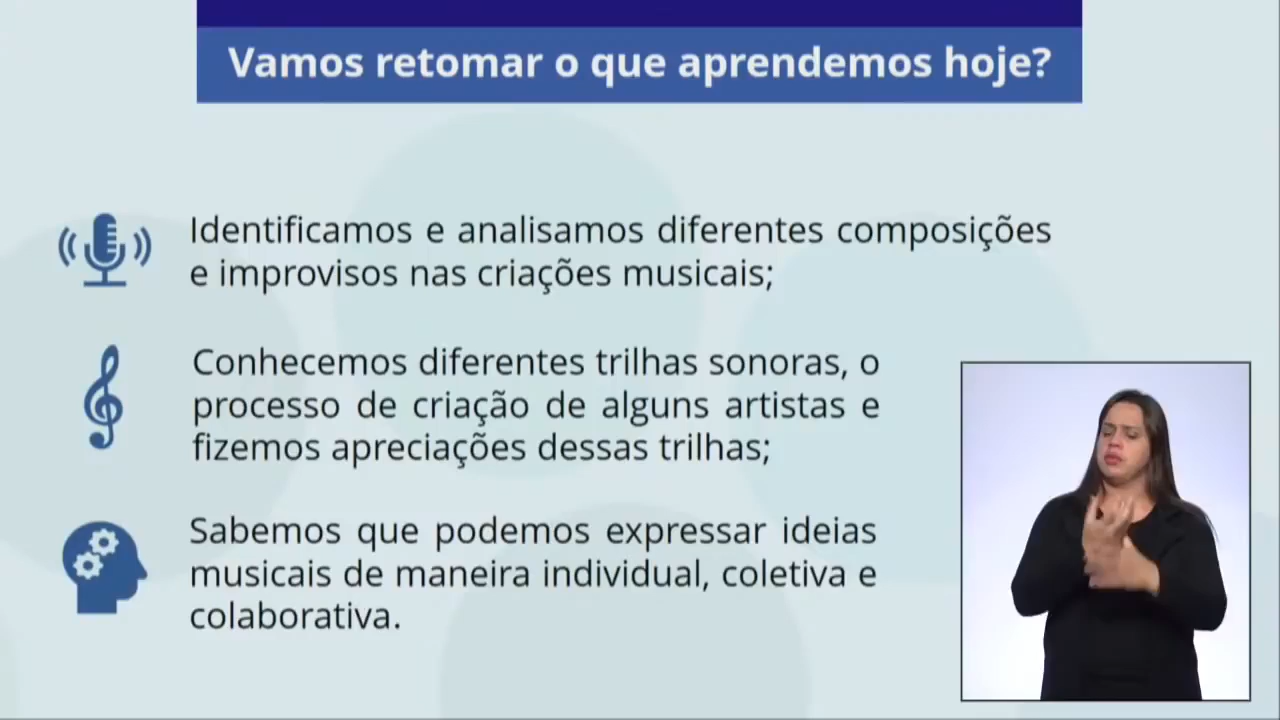 Vamos retomar o que aprendemos hoje?
Identificamos e analisamos diferentes composições
e improvisos nas criações musicais;
Conhecemos diferentes trilhas sonoras, o
processo de criação de alguns artistas e
fizemos apreciações dessas trilhas;
Sabemos que podemos expressar ideias
musicais de maneira individual, coletiva e
colaborativa.